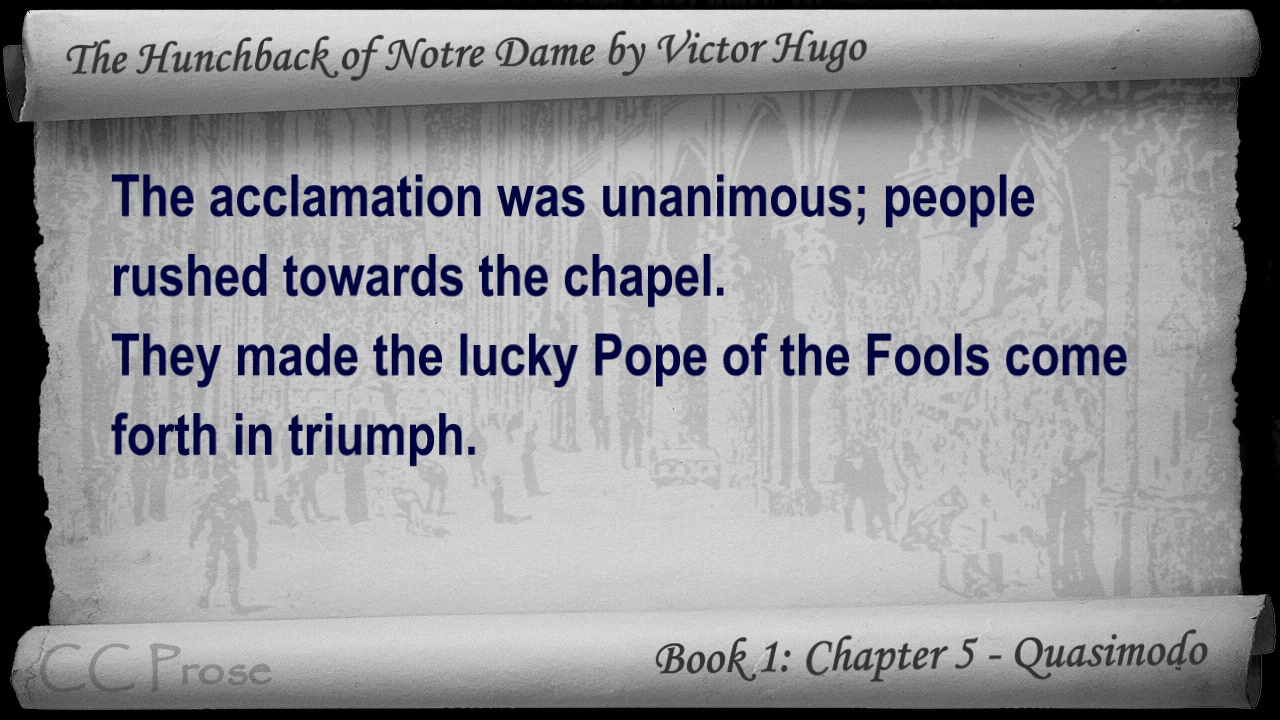 The Hunchback of Notre Dame by Victor Hugo
The acclamation was unanimous; people
rushed towards the chapel.
They made the lucky Pope of the Fools come
forth in triumph.
CC Prose
Book 1: Chapter 5 - Quasimodo